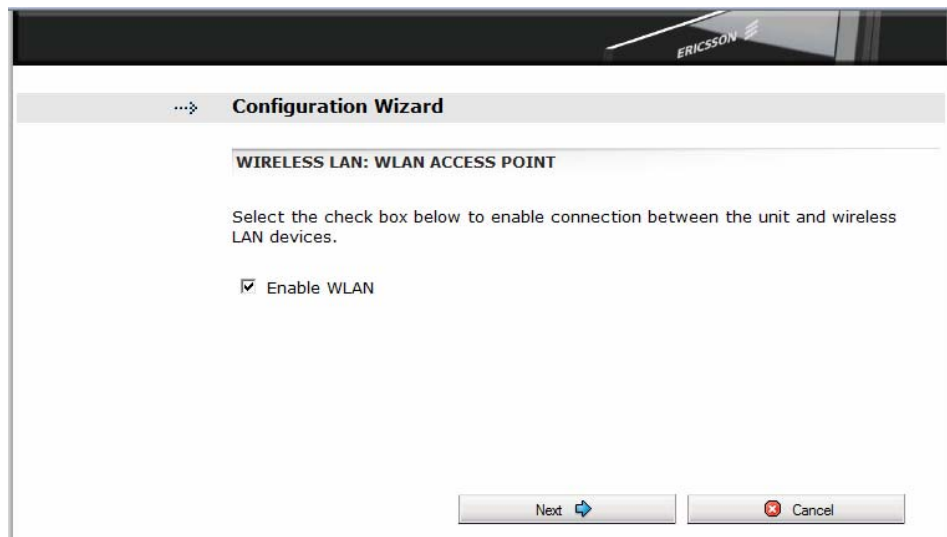 ERICSSON
Configuration Wizard
WIRELESS LAN: WLAN ACCESS POINT
Select the check box below to enable connection between the unit and wireless
LAN devices.
Enable WLAN
Next
Cancel